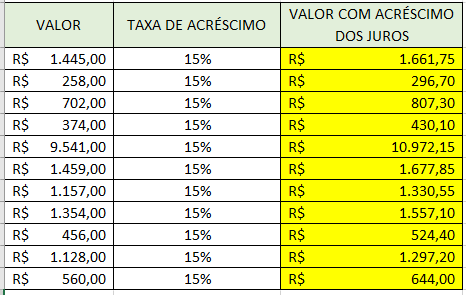 VALOR TAXA DE ACRÉSCIMO VALOR COM ACRÉSCIMO
DOS JUROS
R$ 1.445,00 15% R$ 1.661,75
R$ 258,00 15% R$ 296,70
R$ 702,00 15% R$ 807,30
R$ 374,00 15% R$ 430,10
R$ 9.541,00 15% R$ 10.972,15
R$ 1.459,00 15% R$ 1.677,85
R$ 1.157,00 15% R$ 1.330,55
R$ 1.354,00 15% R$ 1.557,10
R$ 456,00 15% R$ 524,40
R$ 1.128,00 15% R$ 1.297,20
R$ 560,00 15% R$ 644,00